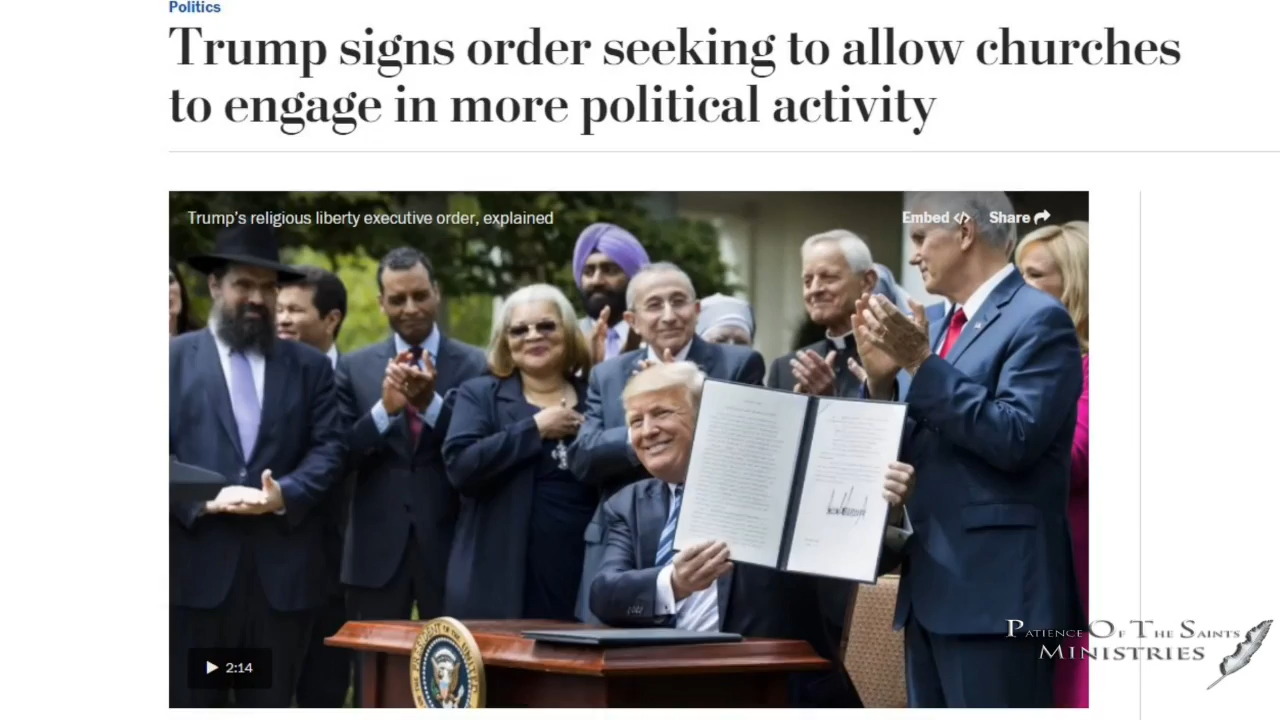 Politics
Trump signs order seeking to allow churches
to engage in more political activity
Trump's religious liberty executive order, explained
Embed </> Share
2:14
PATIENCE OF THE SAINTS
MINISTRIES